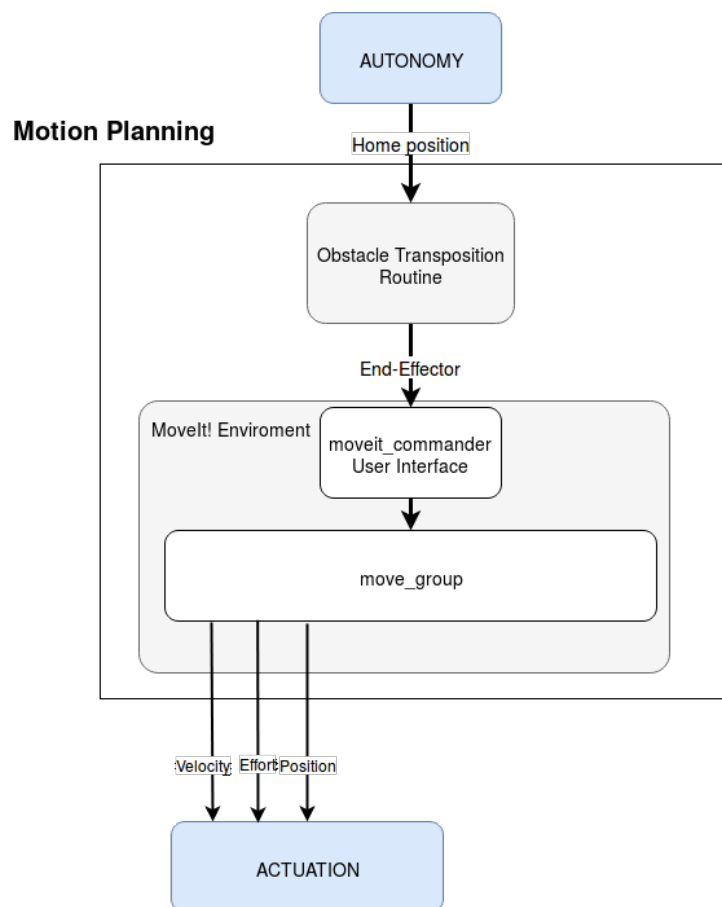 AUTONOMY
Motion Planning
Home position
Obstacle Transposition
Routine
End-Effector
MoveIt! Enviroment
moveit_commander
User Interface
move_group
Velocity
Effort
Position
ACTUATION